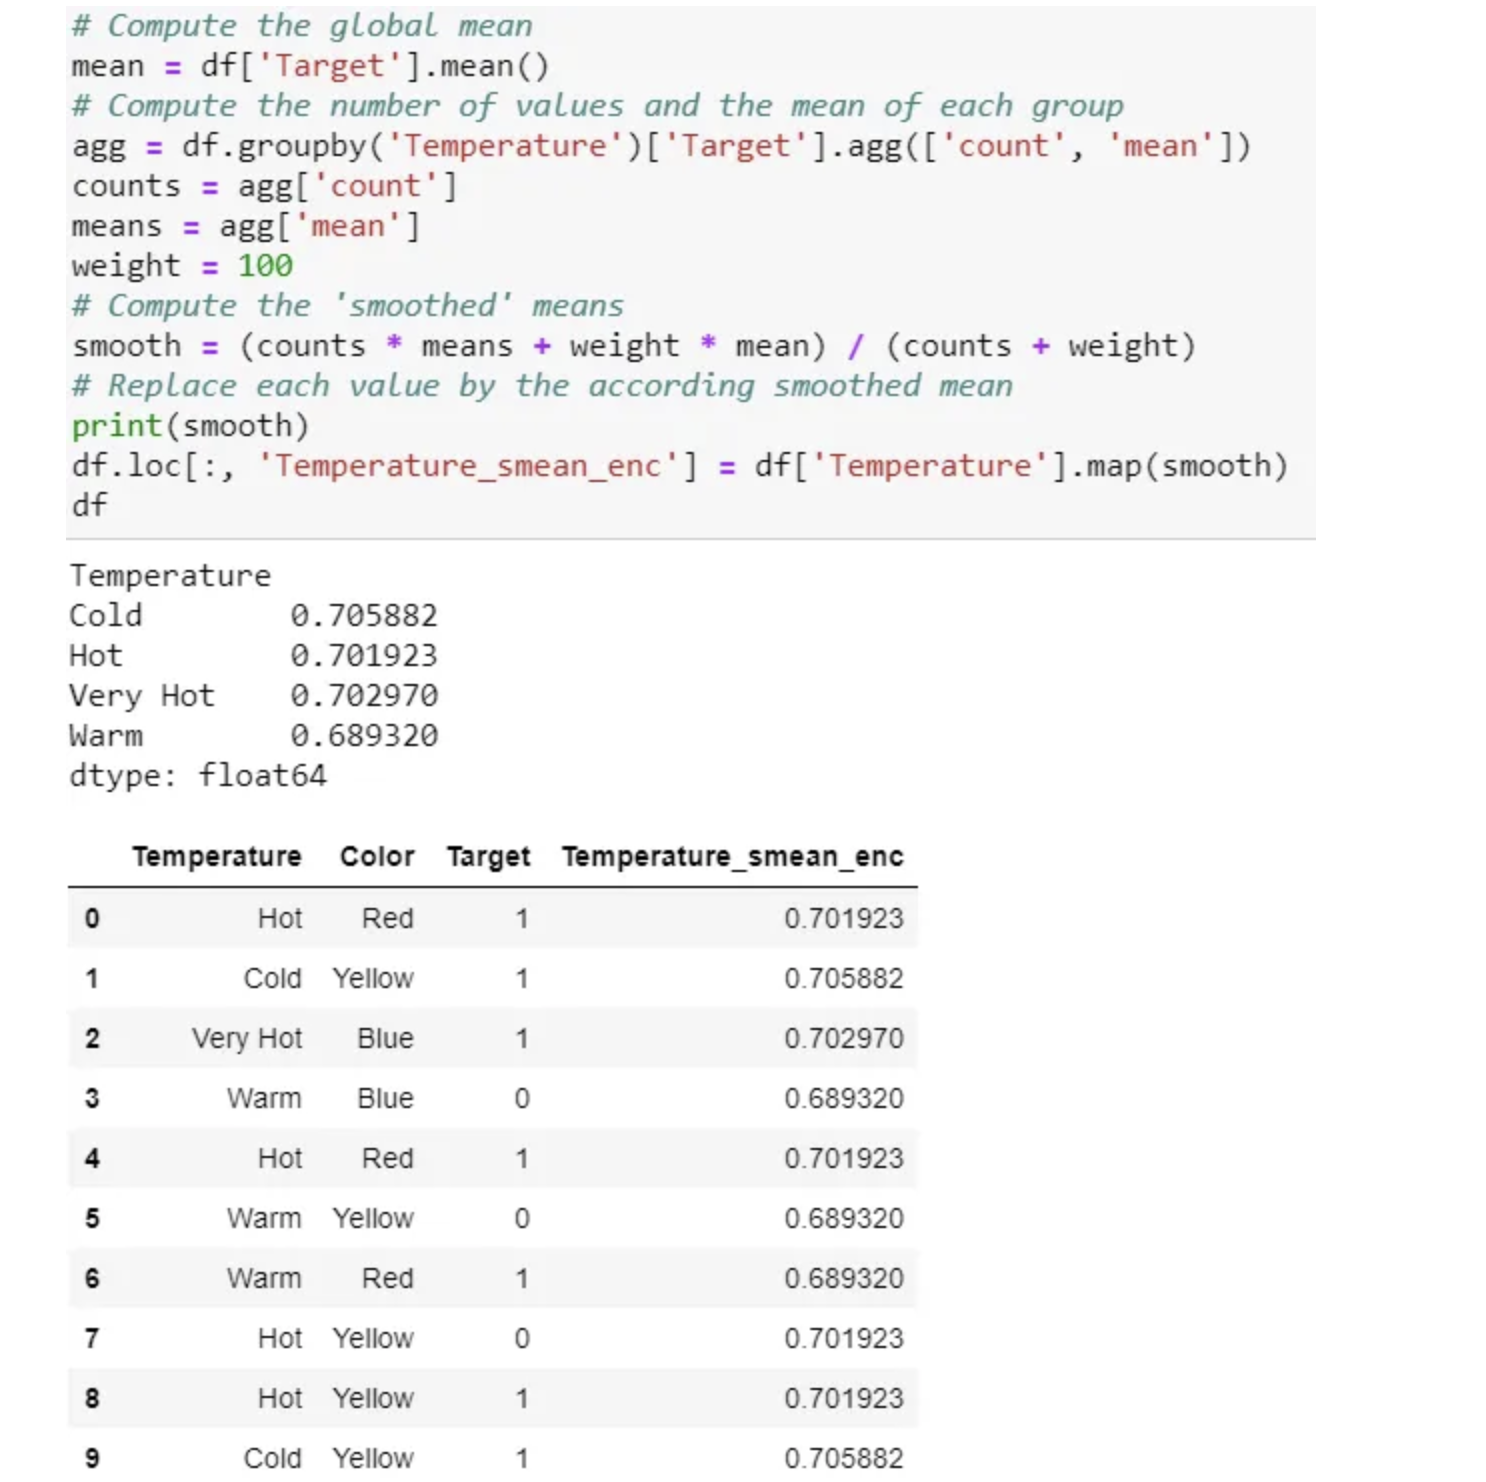 # Compute the global mean
mean = df['Target'].mean()
# Compute the number of values and the mean of each group
agg = df.groupby('Temperature')['Target'].agg(['count', 'mean'])
counts = agg['count']
means = agg['mean']
weight = 100
# Compute the 'smoothed' means
smooth = (counts * means + weight * mean) / (counts + weight)
# Replace each value by the according smoothed mean
print(smooth)
df.loc[:, 'Temperature_smean_enc'] = df['Temperature'].map(smooth)
df
Temperature
Cold 0.705882
Hot 0.701923
Very Hot 0.702970
Warm 0.689320
dtype: float64
Temperature Color Target Temperature_smean_enc
0 Hot Red 1 0.701923
1 Cold Yellow 1 0.705882
2 Very Hot Blue 1 0.702970
3 Warm Blue 0 0.689320
4 Hot Red 1 0.701923
5 Warm Yellow 0 0.689320
6 Warm Red 1 0.689320
7 Hot Yellow 0 0.701923
8 Hot Yellow 1 0.701923
9 Cold Yellow 1 0.705882